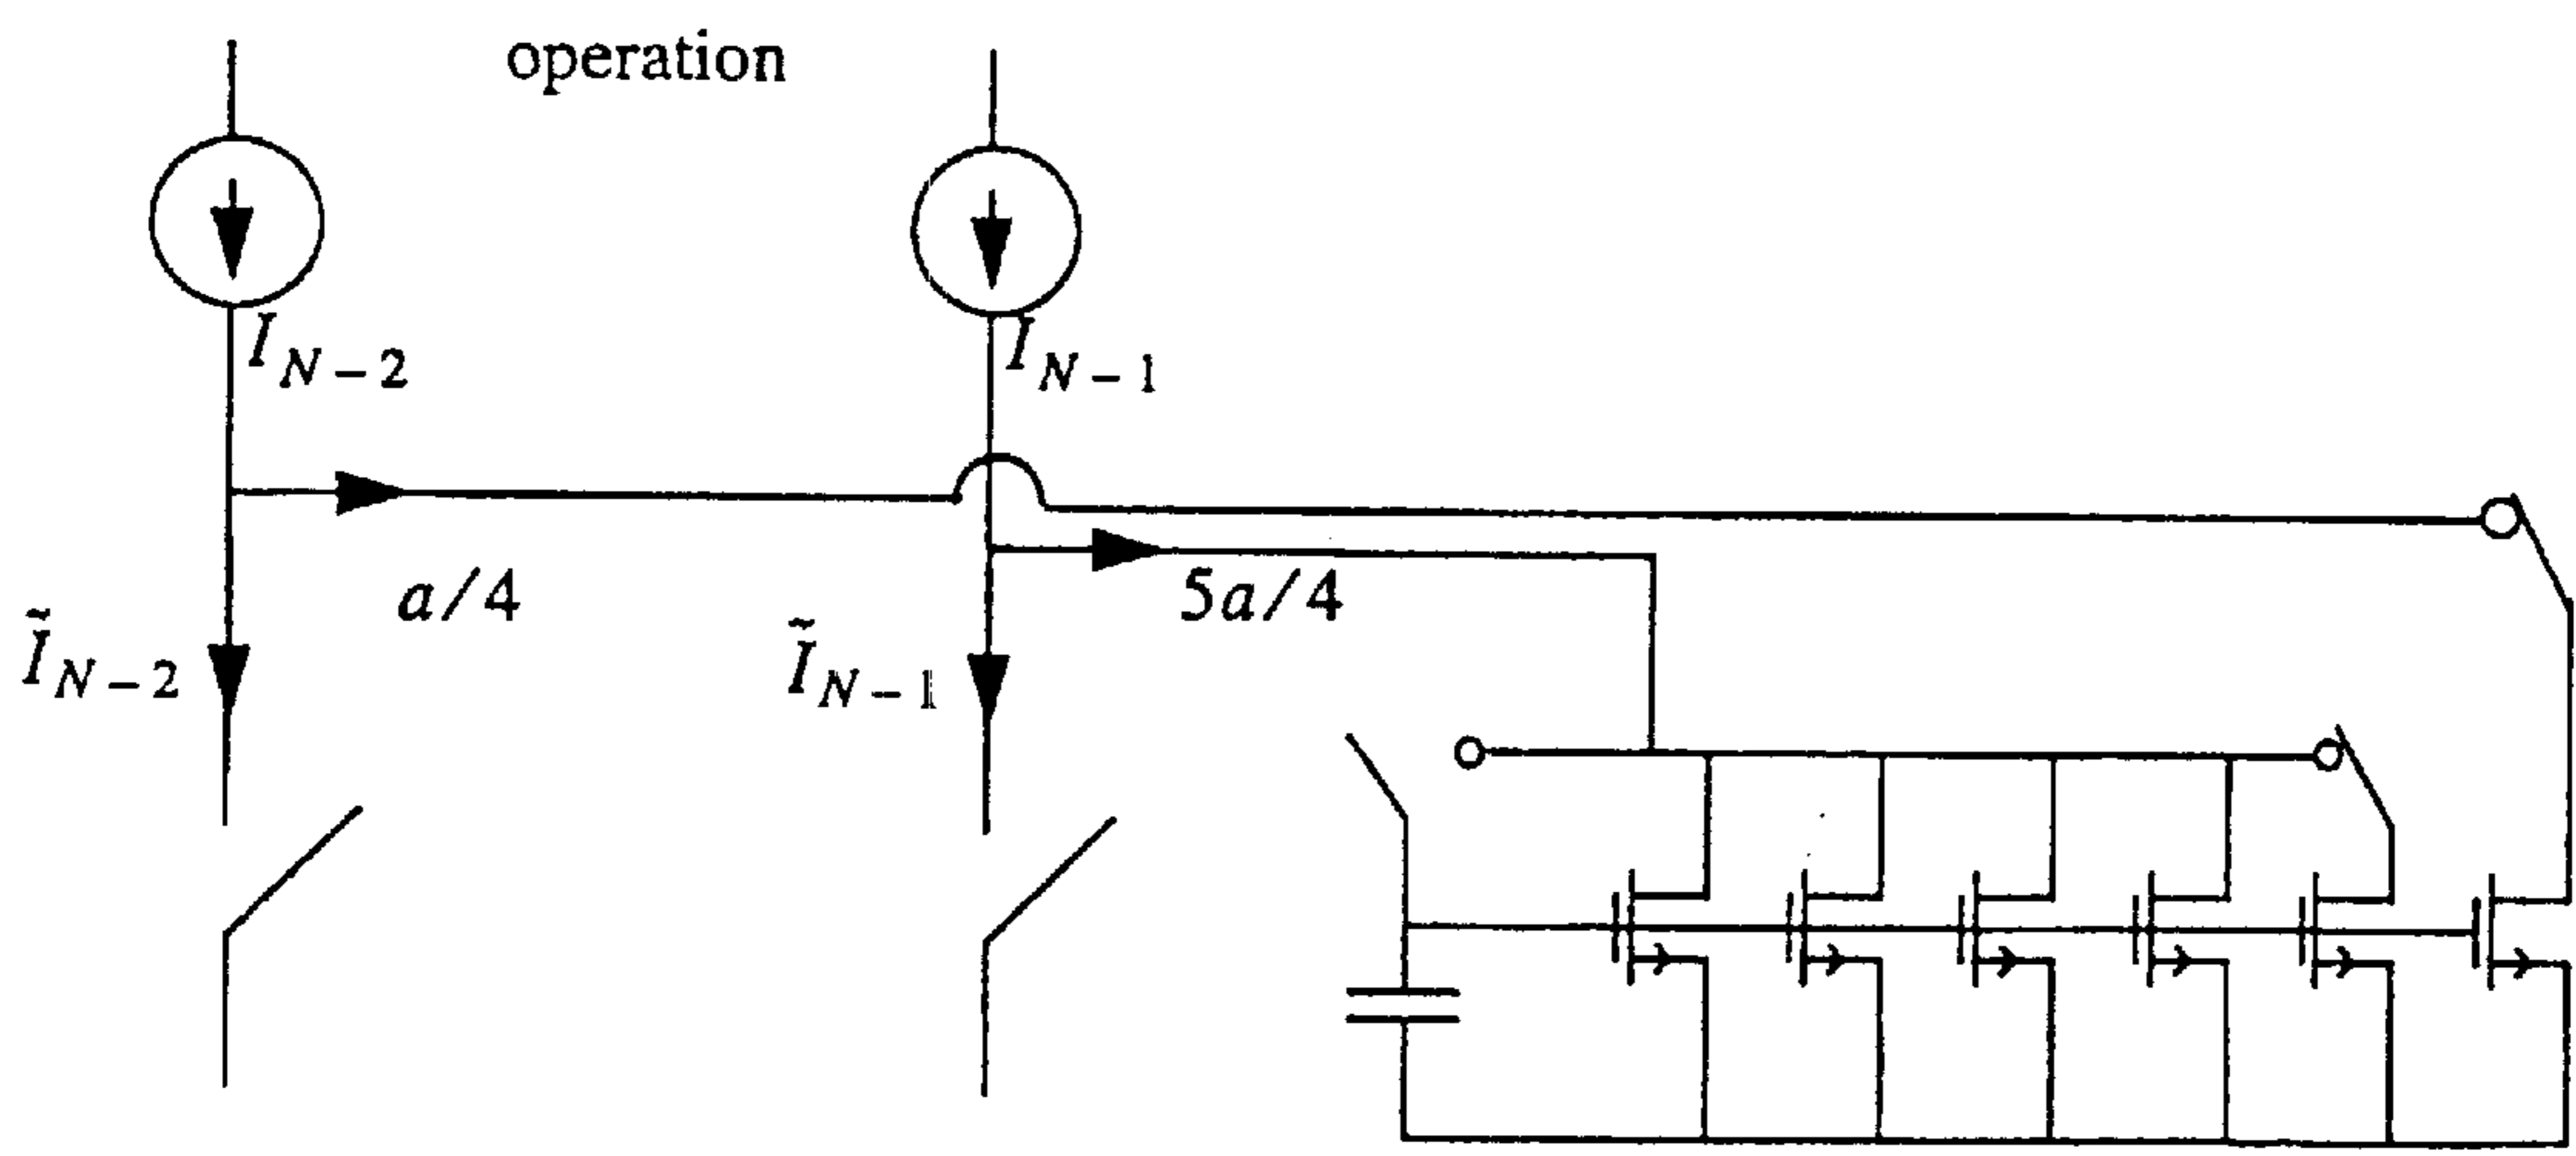 operation
I_{N-2}
I_{N-1}
a/4
5a/4
Ĩ_{N-2}
Ĩ_{N-1}